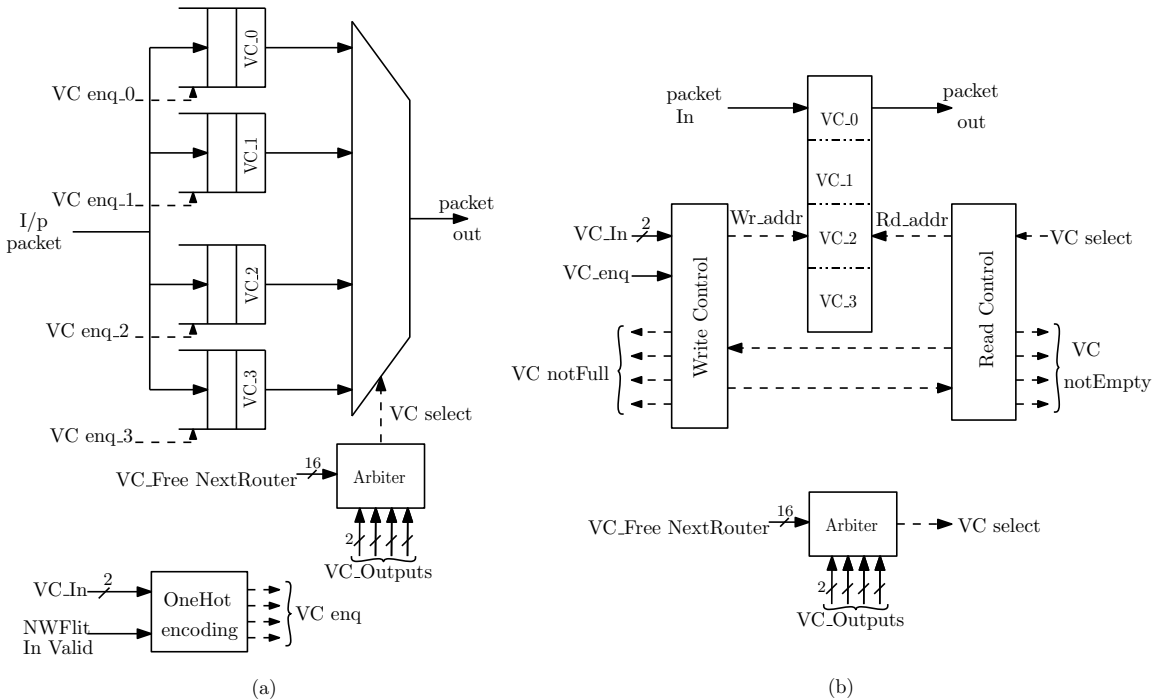 VC_0
VC enq_0
VC_1
VC enq_1
I/p
packet
packet
out
VC_2
VC enq_2
VC_3
VC enq_3
VC select
VC_Free NextRouter
16
Arbiter
2
VC_Outputs
VC_In
2
OneHot
encoding
VC enq
NWFlit
In Valid
(a)
packet
In
VC_0
packet
out
VC_1
VC_In
2
Wr_addr
VC_2
Rd_addr
VC select
VC_enq
Write Control
VC_3
Read Control
VC notFull
VC
notEmpty
VC_Free NextRouter
16
Arbiter
VC select
2
VC_Outputs
(b)